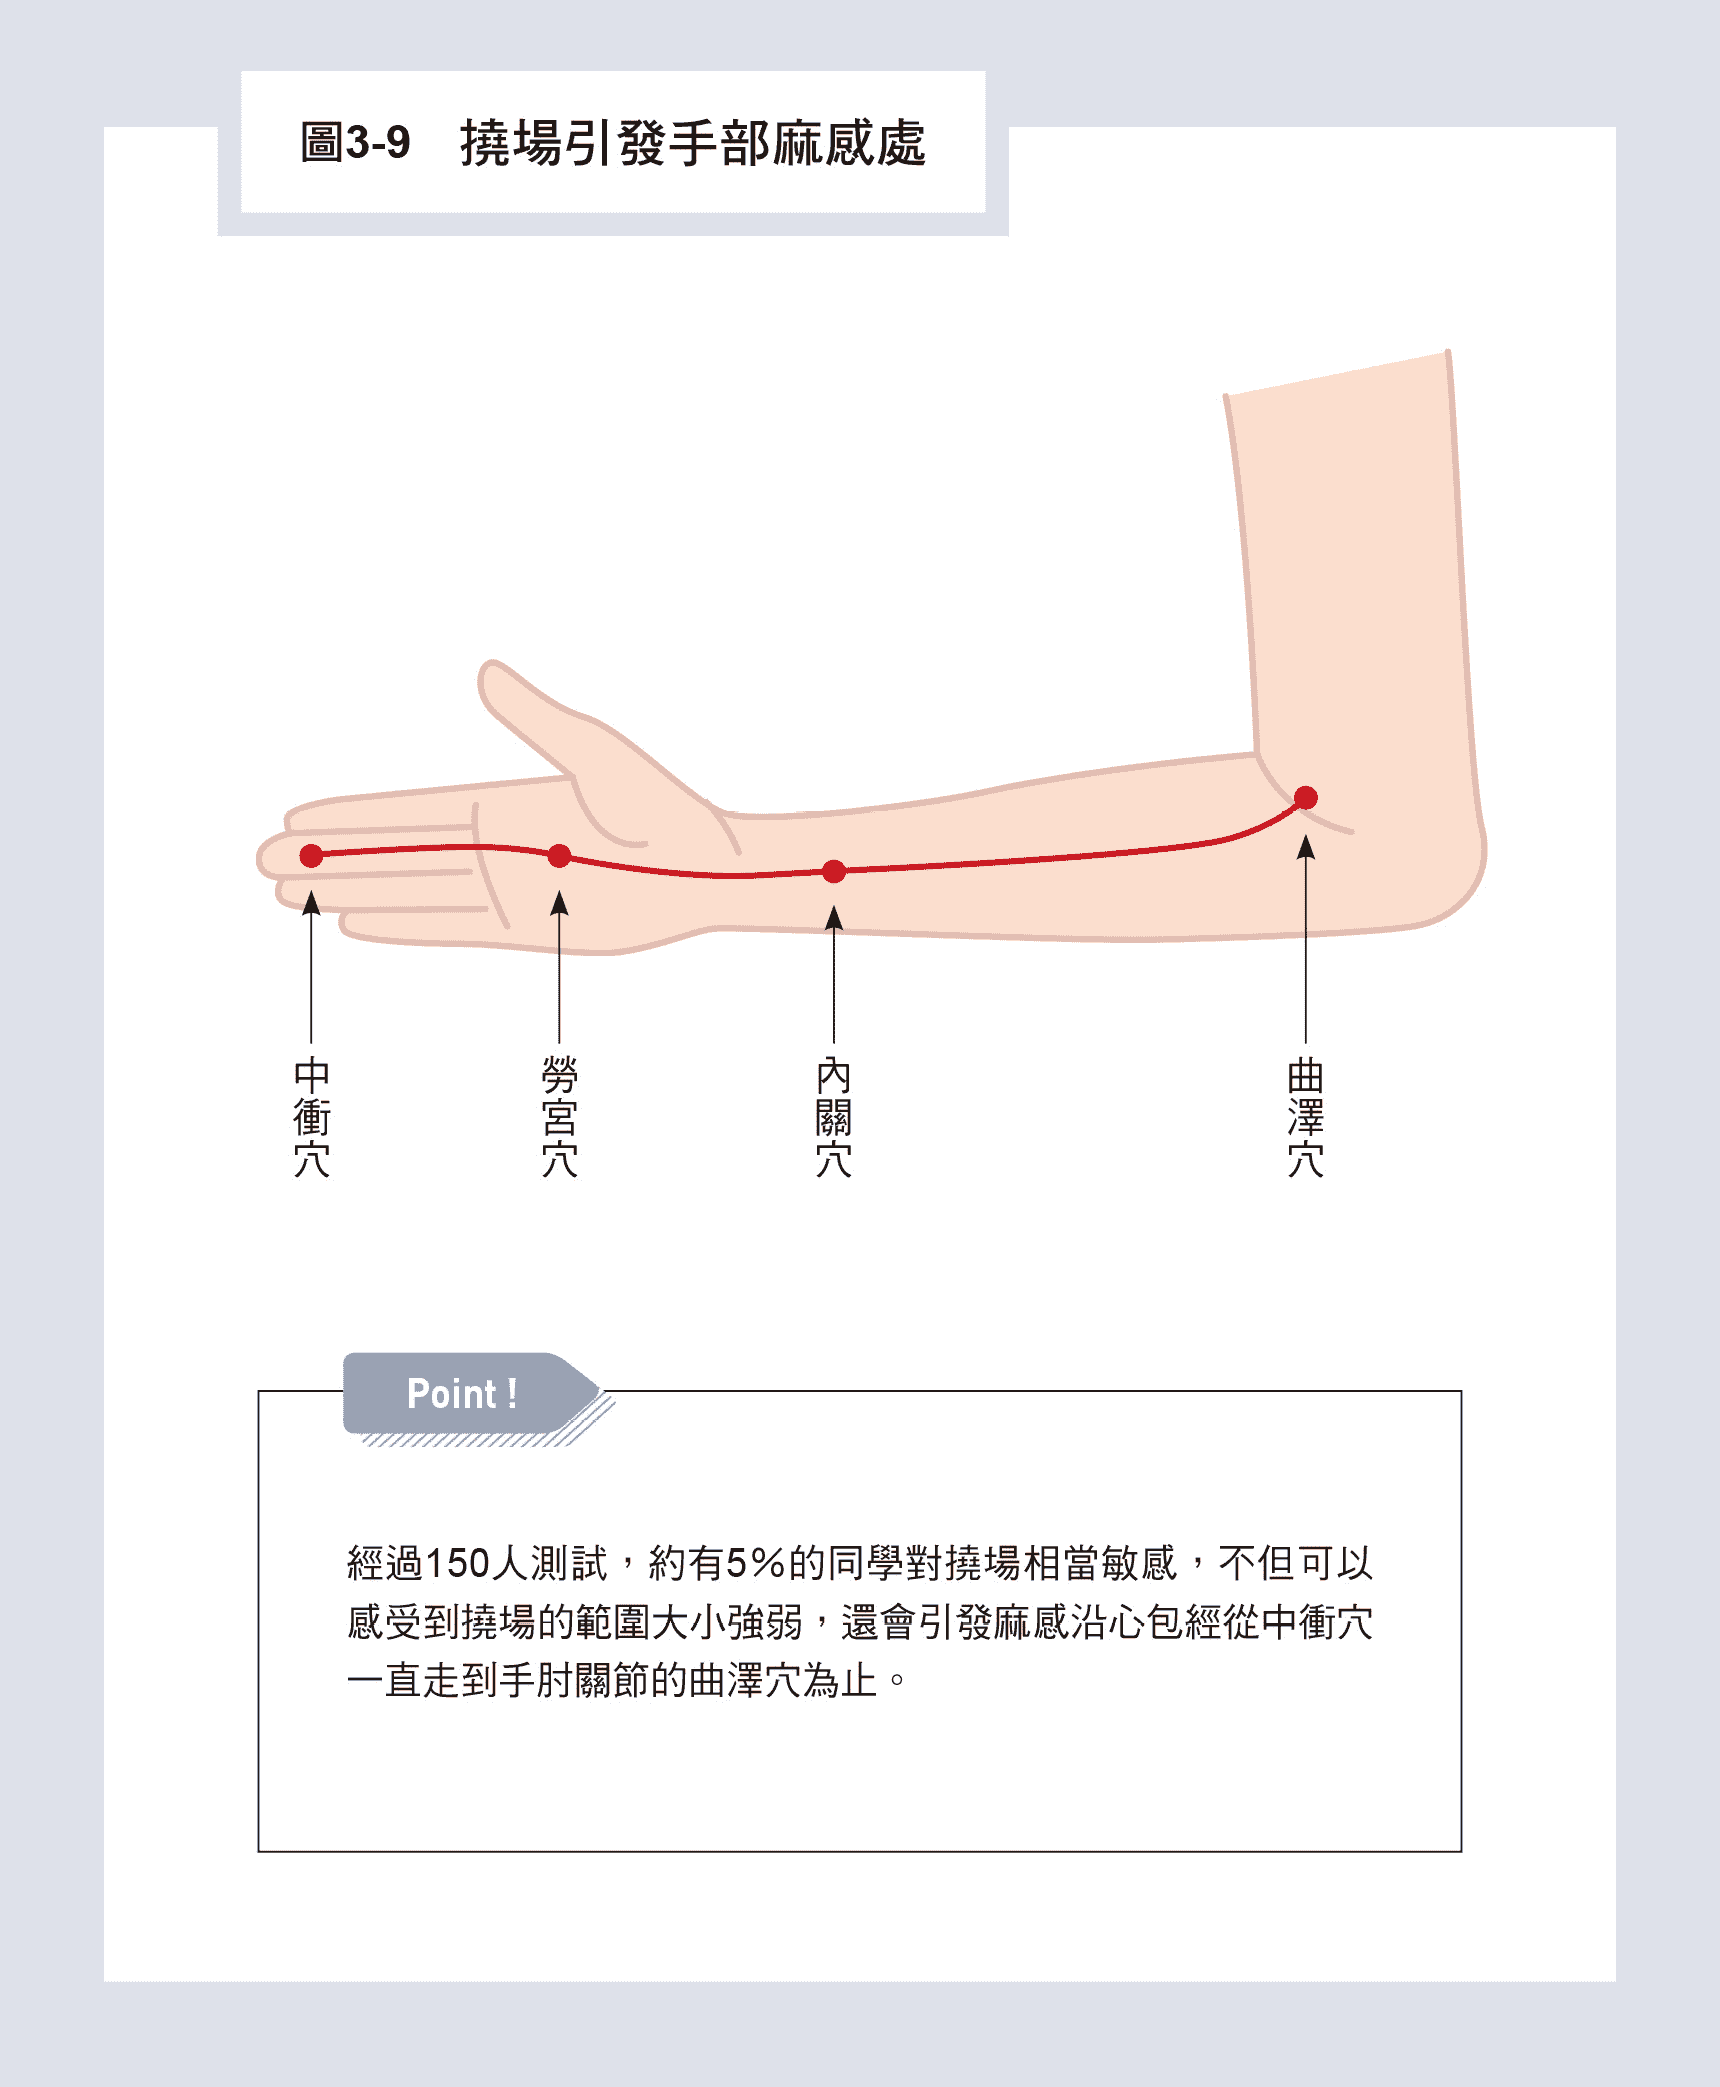 圖3-9　撓場引發手部麻感處
中衝穴
勞宮穴
內關穴
曲澤穴
Point !
經過150人測試，約有5%的同學對撓場相當敏感，不但可以
感受到撓場的範圍大小強弱，還會引發麻感沿心包經從中衝穴
一直走到手肘關節的曲澤穴為止。